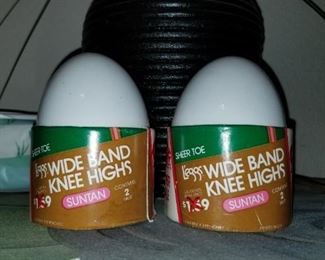 SHEER TOE
L'eggs WIDE BAND
KNEE HIGHS
$1.59
SUNTAN
CONTAINS
2
SHEER TOE
L'eggs WIDE BAND
KNEE HIGHS
$1.59
SUNTAN
CONTAINS
2